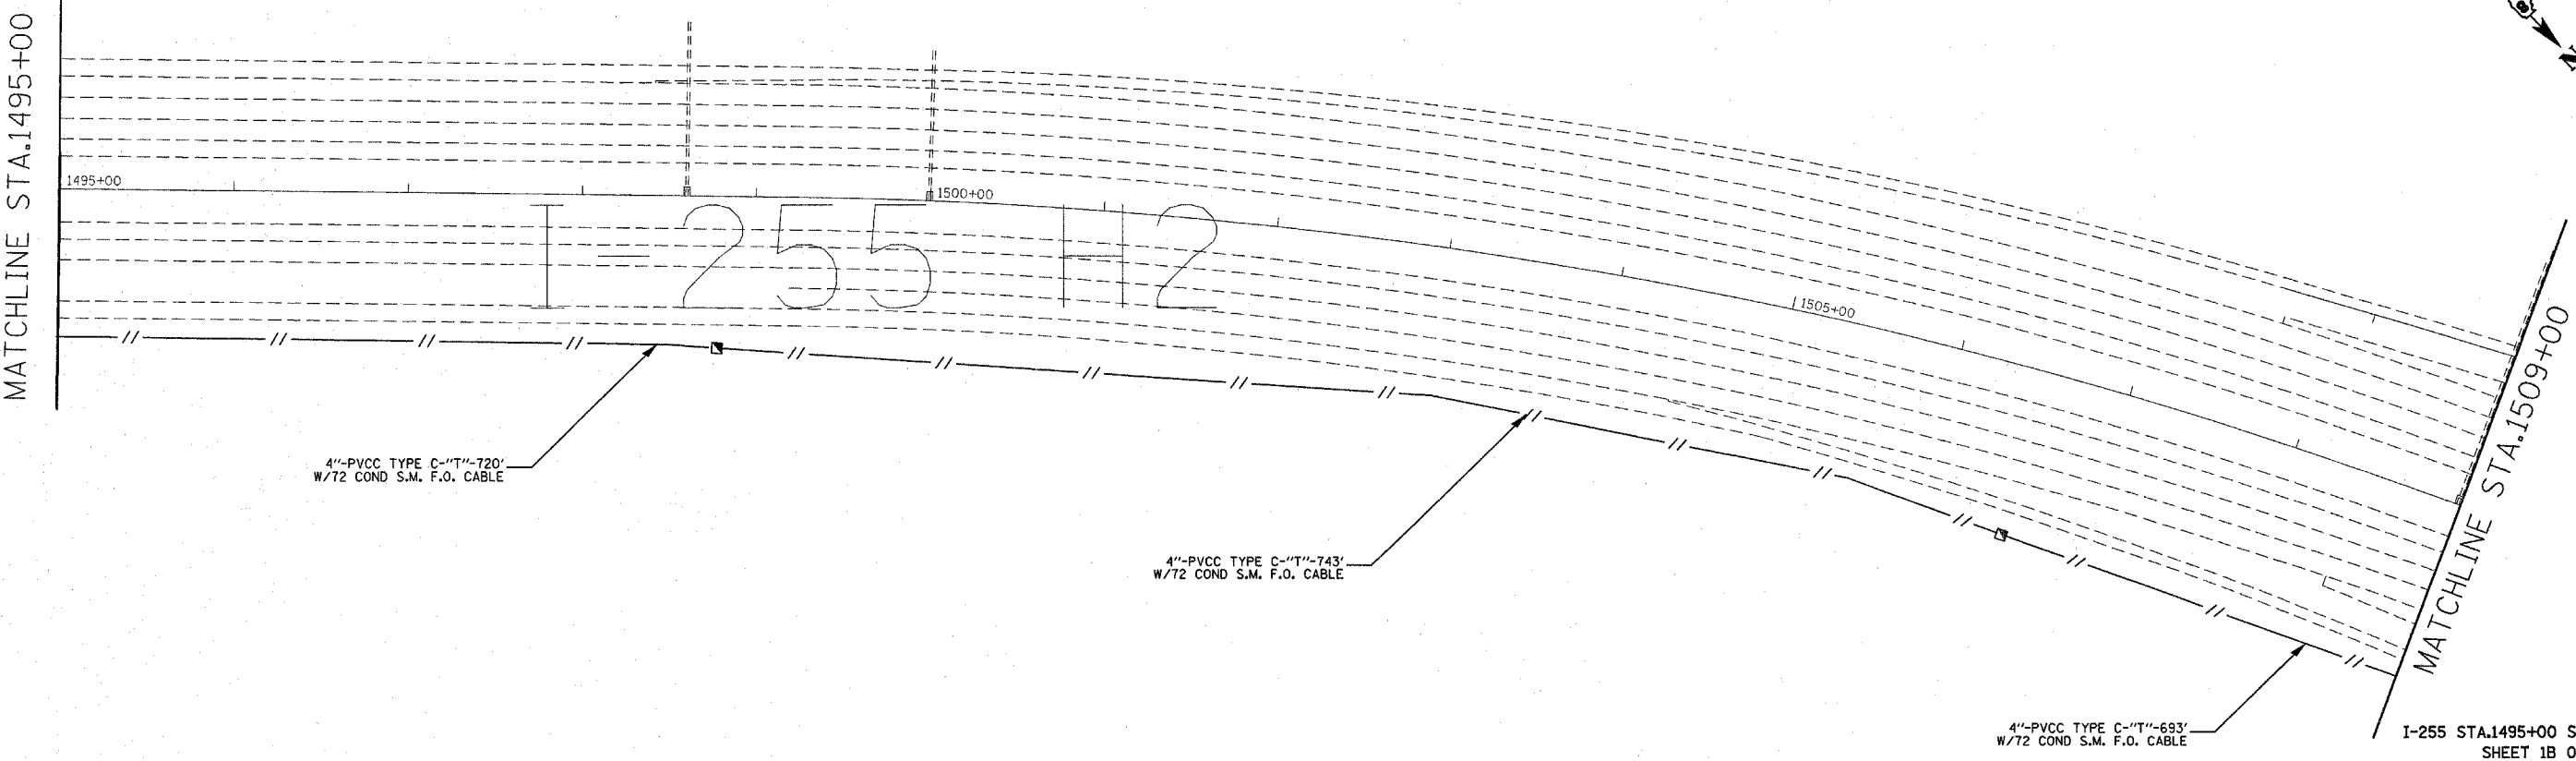 MATCHLINE STA.1495+00
N
1495+00
1500+00
I-255 H2
1505+00
MATCHLINE STA.1509+00
4"-PVCC TYPE C-"T"-720'
W/72 COND S.M. F.O. CABLE
4"-PVCC TYPE C-"T"-743'
W/72 COND S.M. F.O. CABLE
4"-PVCC TYPE C-"T"-693'
W/72 COND S.M. F.O. CABLE
I-255 STA.1495+00 S
SHEET 1B O